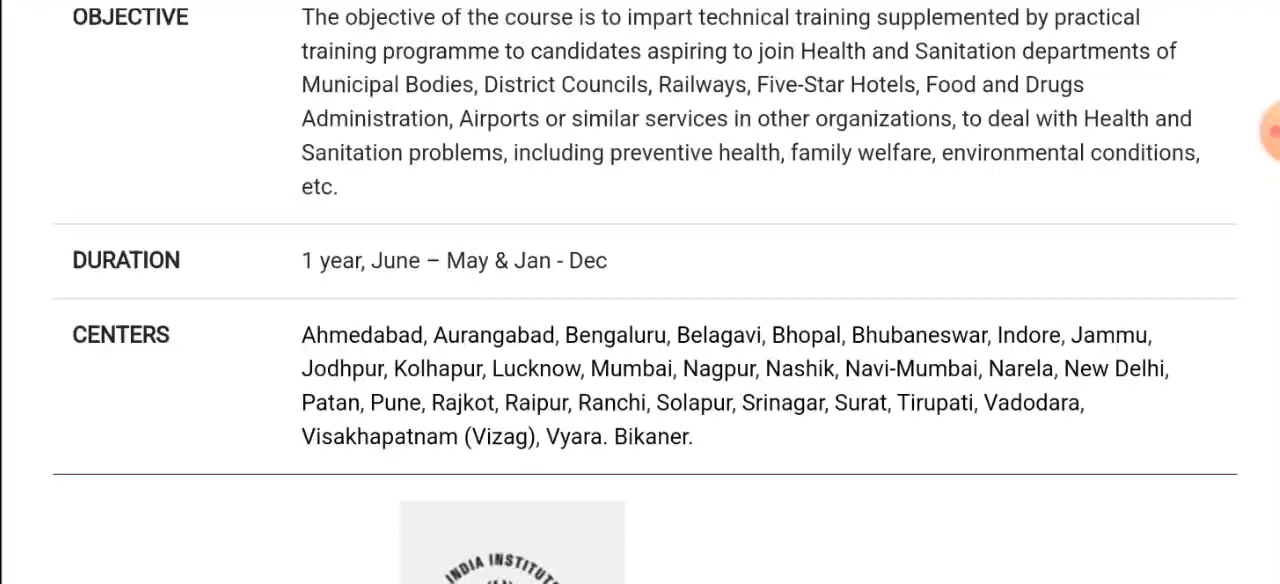 OBJECTIVE
The objective of the course is to impart technical training supplemented by practical
training programme to candidates aspiring to join Health and Sanitation departments of
Municipal Bodies, District Councils, Railways, Five-Star Hotels, Food and Drugs
Administration, Airports or similar services in other organizations, to deal with Health and
Sanitation problems, including preventive health, family welfare, environmental conditions,
etc.
DURATION
1 year, June – May & Jan - Dec
CENTERS
Ahmedabad, Aurangabad, Bengaluru, Belagavi, Bhopal, Bhubaneswar, Indore, Jammu,
Jodhpur, Kolhapur, Lucknow, Mumbai, Nagpur, Nashik, Navi-Mumbai, Narela, New Delhi,
Patan, Pune, Rajkot, Raipur, Ranchi, Solapur, Srinagar, Surat, Tirupati, Vadodara,
Visakhapatnam (Vizag), Vyara. Bikaner.
INDIA